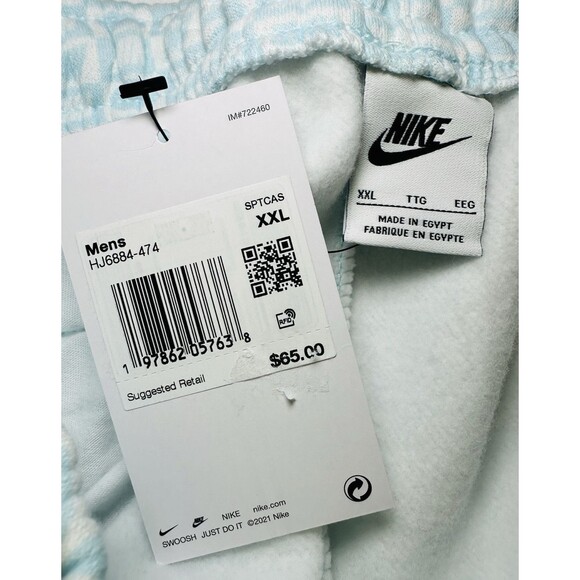 IM#722460
SPTCAS
XXL
Mens
HJ6884-474
1 97862 05763 8
RFID
$65.00
Suggested Retail
NIKE nike.com
SWOOSH JUST DO IT ©2021 Nike
NIKE
XXL TTG EEG
MADE IN EGYPT
FABRIQUE EN EGYPTE